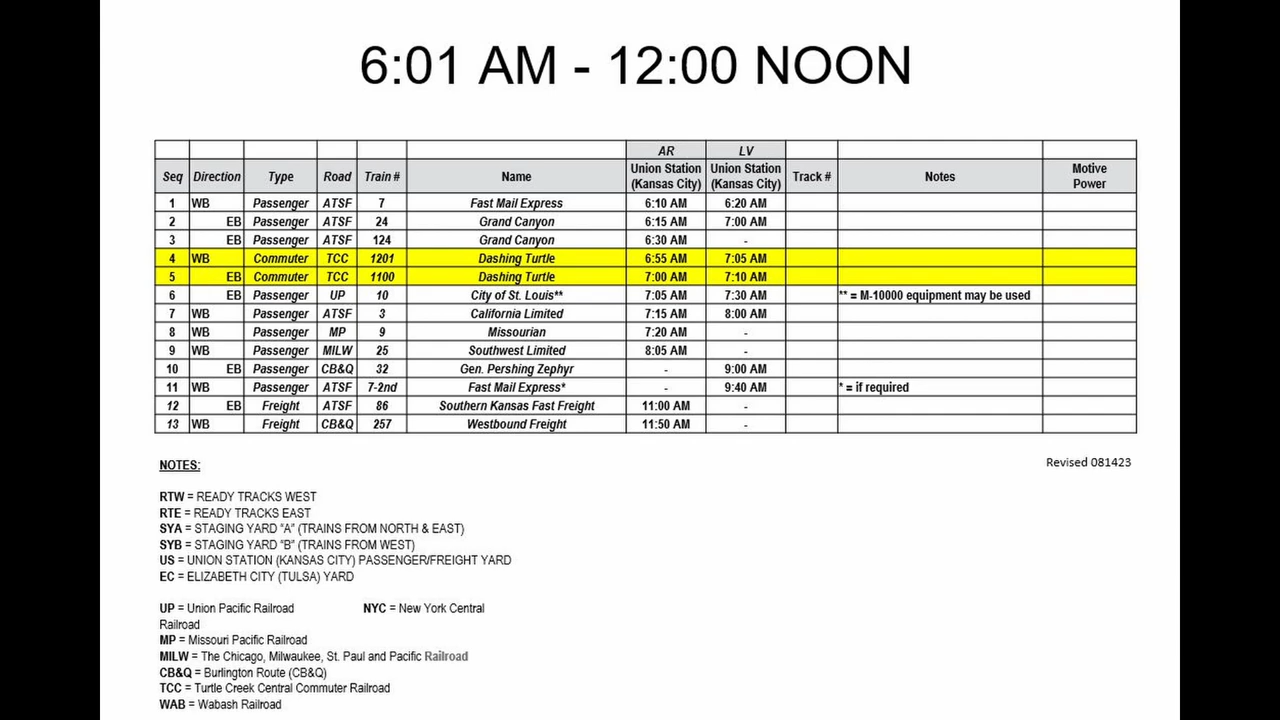 6:01 AM - 12:00 NOON
AR LV
Seq Direction Type Road Train # Name Union Station (Kansas City) Union Station (Kansas City) Track # Notes Motive Power
1 WB Passenger ATSF 7 Fast Mail Express 6:10 AM 6:20 AM
2 EB Passenger ATSF 24 Grand Canyon 6:15 AM 7:00 AM
3 EB Passenger ATSF 124 Grand Canyon 6:30 AM -
4 WB Commuter TCC 1201 Dashing Turtle 6:55 AM 7:05 AM
5 EB Commuter TCC 1100 Dashing Turtle 7:00 AM 7:10 AM
6 EB Passenger UP 10 City of St. Louis** 7:05 AM 7:30 AM ** = M-10000 equipment may be used
7 WB Passenger ATSF 3 California Limited 7:15 AM 8:00 AM
8 WB Passenger MP 9 Missourian 7:20 AM -
9 WB Passenger MILW 25 Southwest Limited 8:05 AM -
10 EB Passenger CB&Q 32 Gen. Pershing Zephyr - 9:00 AM
11 WB Passenger ATSF 7-2nd Fast Mail Express* - 9:40 AM * = if required
12 EB Freight ATSF 86 Southern Kansas Fast Freight 11:00 AM -
13 WB Freight CB&Q 257 Westbound Freight 11:50 AM -
NOTES: Revised 081423
RTW = READY TRACKS WEST
RTE = READY TRACKS EAST
SYA = STAGING YARD "A" (TRAINS FROM NORTH & EAST)
SYB = STAGING YARD "B" (TRAINS FROM WEST)
US = UNION STATION (KANSAS CITY) PASSENGER/FREIGHT YARD
EC = ELIZABETH CITY (TULSA) YARD
UP = Union Pacific Railroad NYC = New York Central
Railroad
MP = Missouri Pacific Railroad
MILW = The Chicago, Milwaukee, St. Paul and Pacific Railroad
CB&Q = Burlington Route (CB&Q)
TCC = Turtle Creek Central Commuter Railroad
WAB = Wabash Railroad